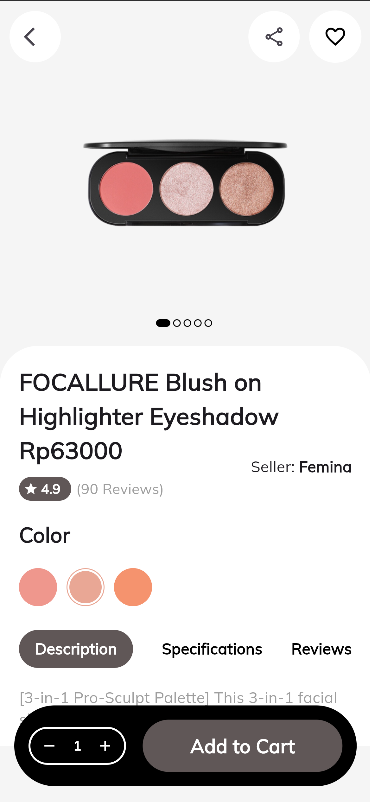 FOCALLURE Blush on
Highlighter Eyeshadow
Rp63000
Seller: Femina
4.9 (90 Reviews)
Color
Description Specifications Reviews
[3-in-1 Pro-Sculpt Palette] This 3-in-1 facial
− 1 + Add to Cart